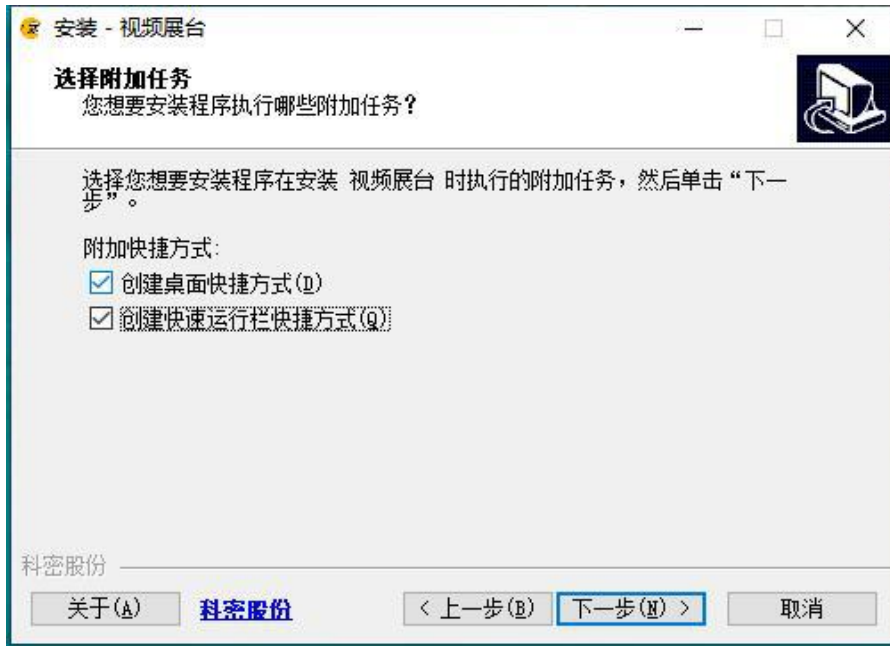 安装 - 视频展台
选择附加任务
您想要安装程序执行哪些附加任务?
选择您想要安装程序在安装 视频展台 时执行的附加任务，然后单击“下一
步”。
附加快捷方式:
创建桌面快捷方式(D)
创建快速运行栏快捷方式(Q)
科密股份
关于(A) 科密股份 < 上一步(B) 下一步(N) > 取消